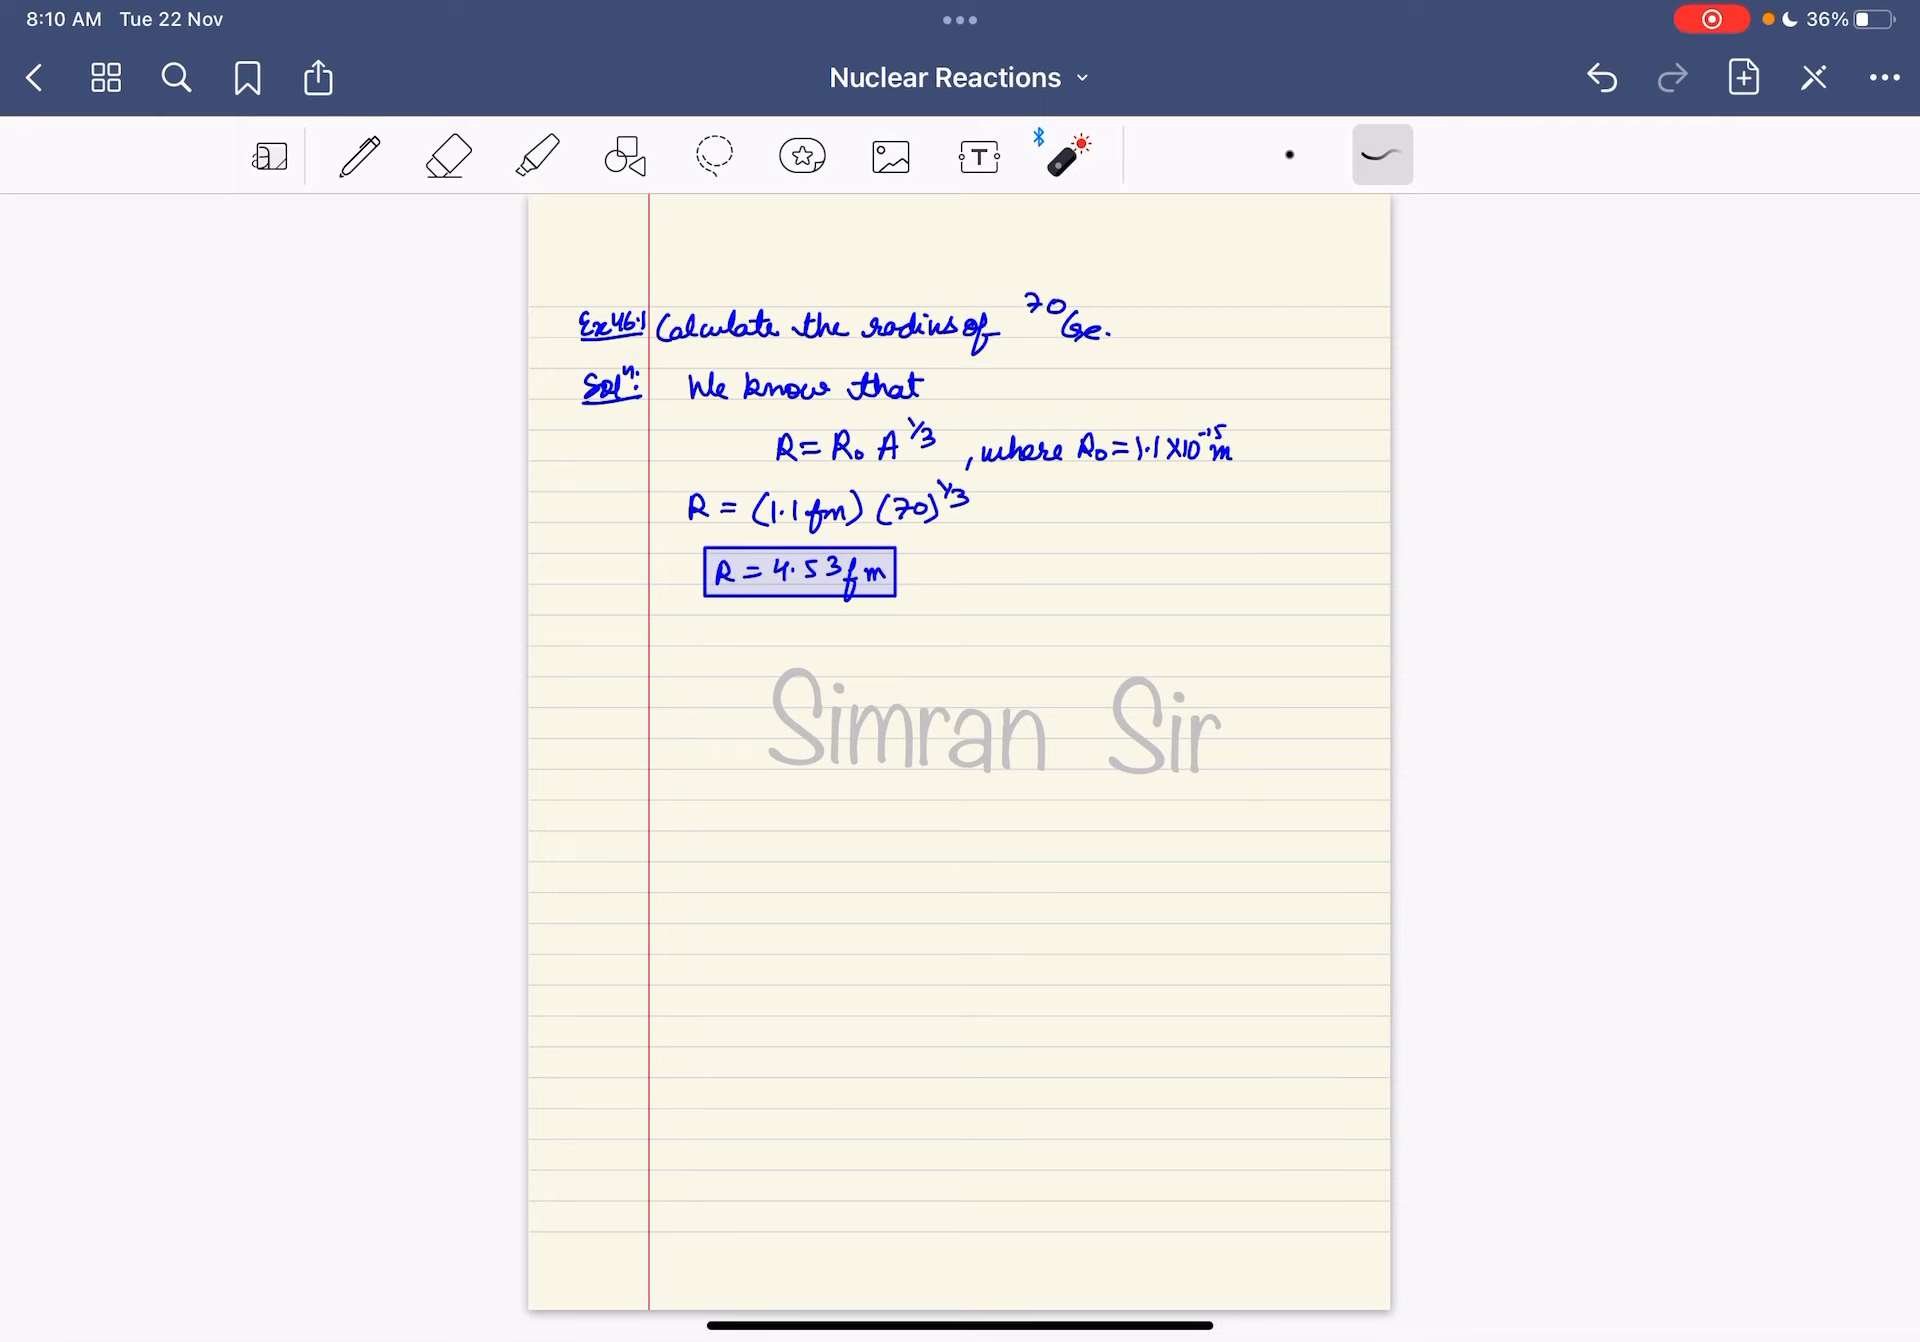 8:10 AM Tue 22 Nov
36%
Nuclear Reactions
Ex 46.1 Calculate the radius of ⁷⁰Ge.
Solⁿ: We know that
R = R₀ A^1/3, where R₀ = 1.1 X10⁻¹⁵ m
R = (1.1 fm) (70)^1/3
R = 4.53 fm
Simran Sir